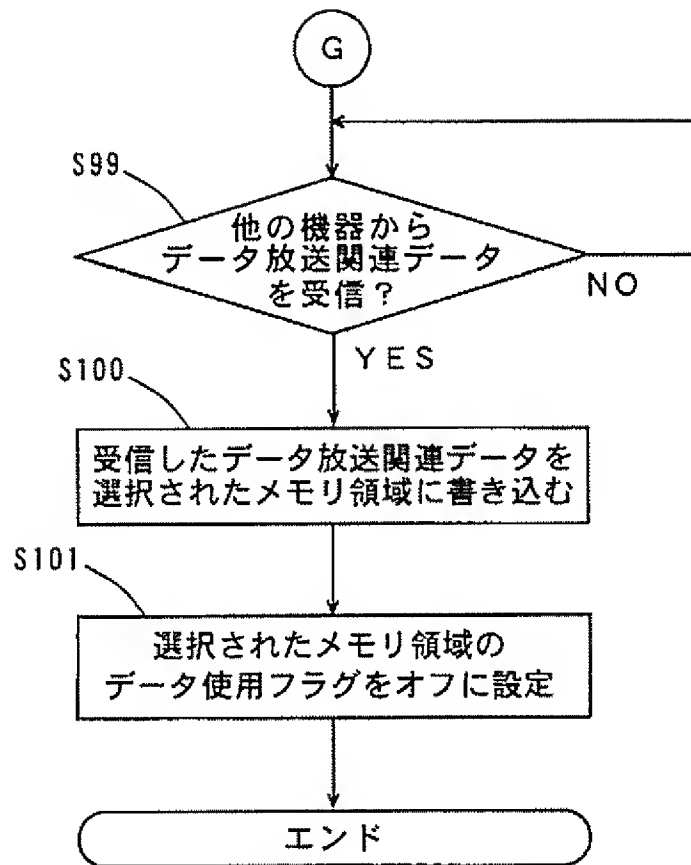 G
S99
他の機器から
データ放送関連データ
を受信?
NO
YES
S100
受信したデータ放送関連データを
選択されたメモリ領域に書き込む
S101
選択されたメモリ領域の
データ使用フラグをオフに設定
エンド